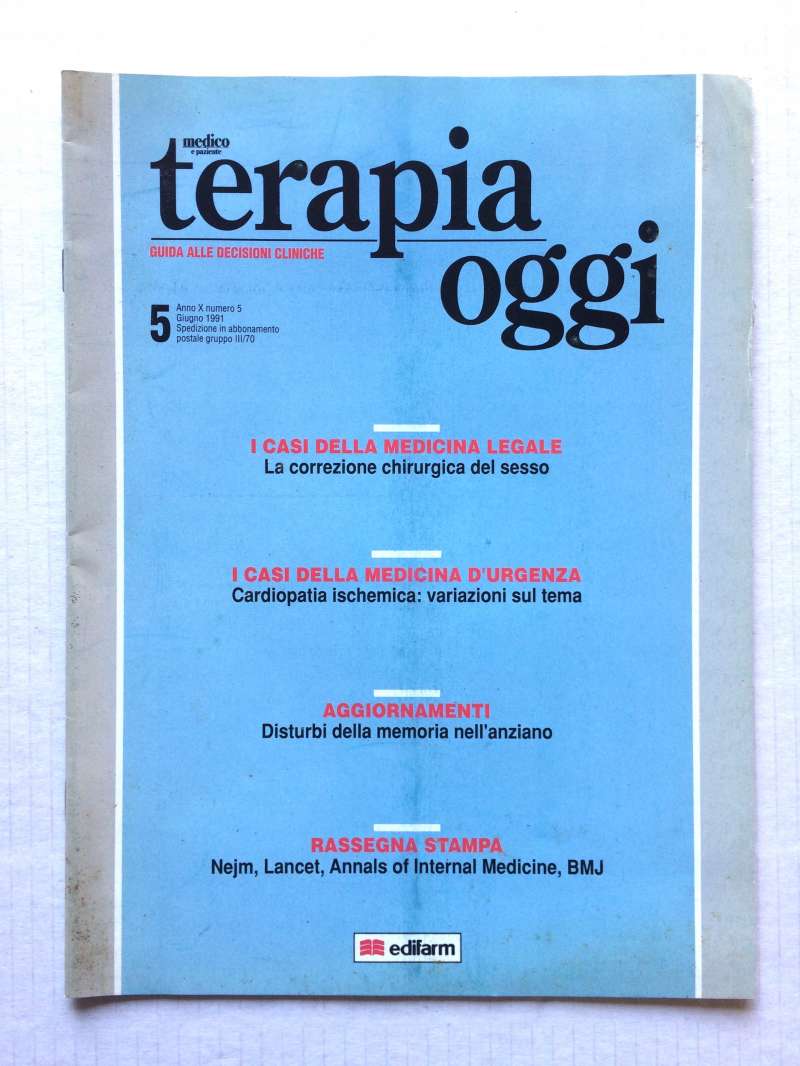 medico
e paziente
terapia
oggi
GUIDA ALLE DECISIONI CLINICHE
5
Anno X numero 5
Giugno 1991
Spedizione in abbonamento
postale gruppo III/70
I CASI DELLA MEDICINA LEGALE
La correzione chirurgica del sesso
I CASI DELLA MEDICINA D'URGENZA
Cardiopatia ischemica: variazioni sul tema
AGGIORNAMENTI
Disturbi della memoria nell'anziano
RASSEGNA STAMPA
Nejm, Lancet, Annals of Internal Medicine, BMJ
edifarm